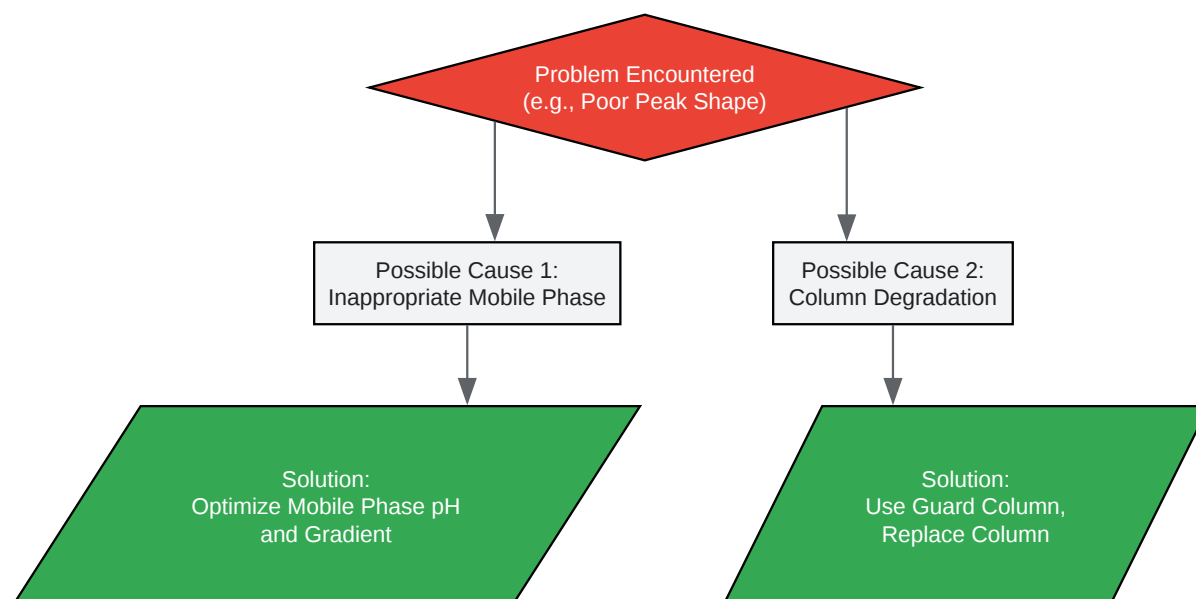 Problem Encountered
(e.g., Poor Peak Shape)
Possible Cause 1:
Inappropriate Mobile Phase
Possible Cause 2:
Column Degradation
Solution:
Optimize Mobile Phase pH
and Gradient
Solution:
Use Guard Column,
Replace Column